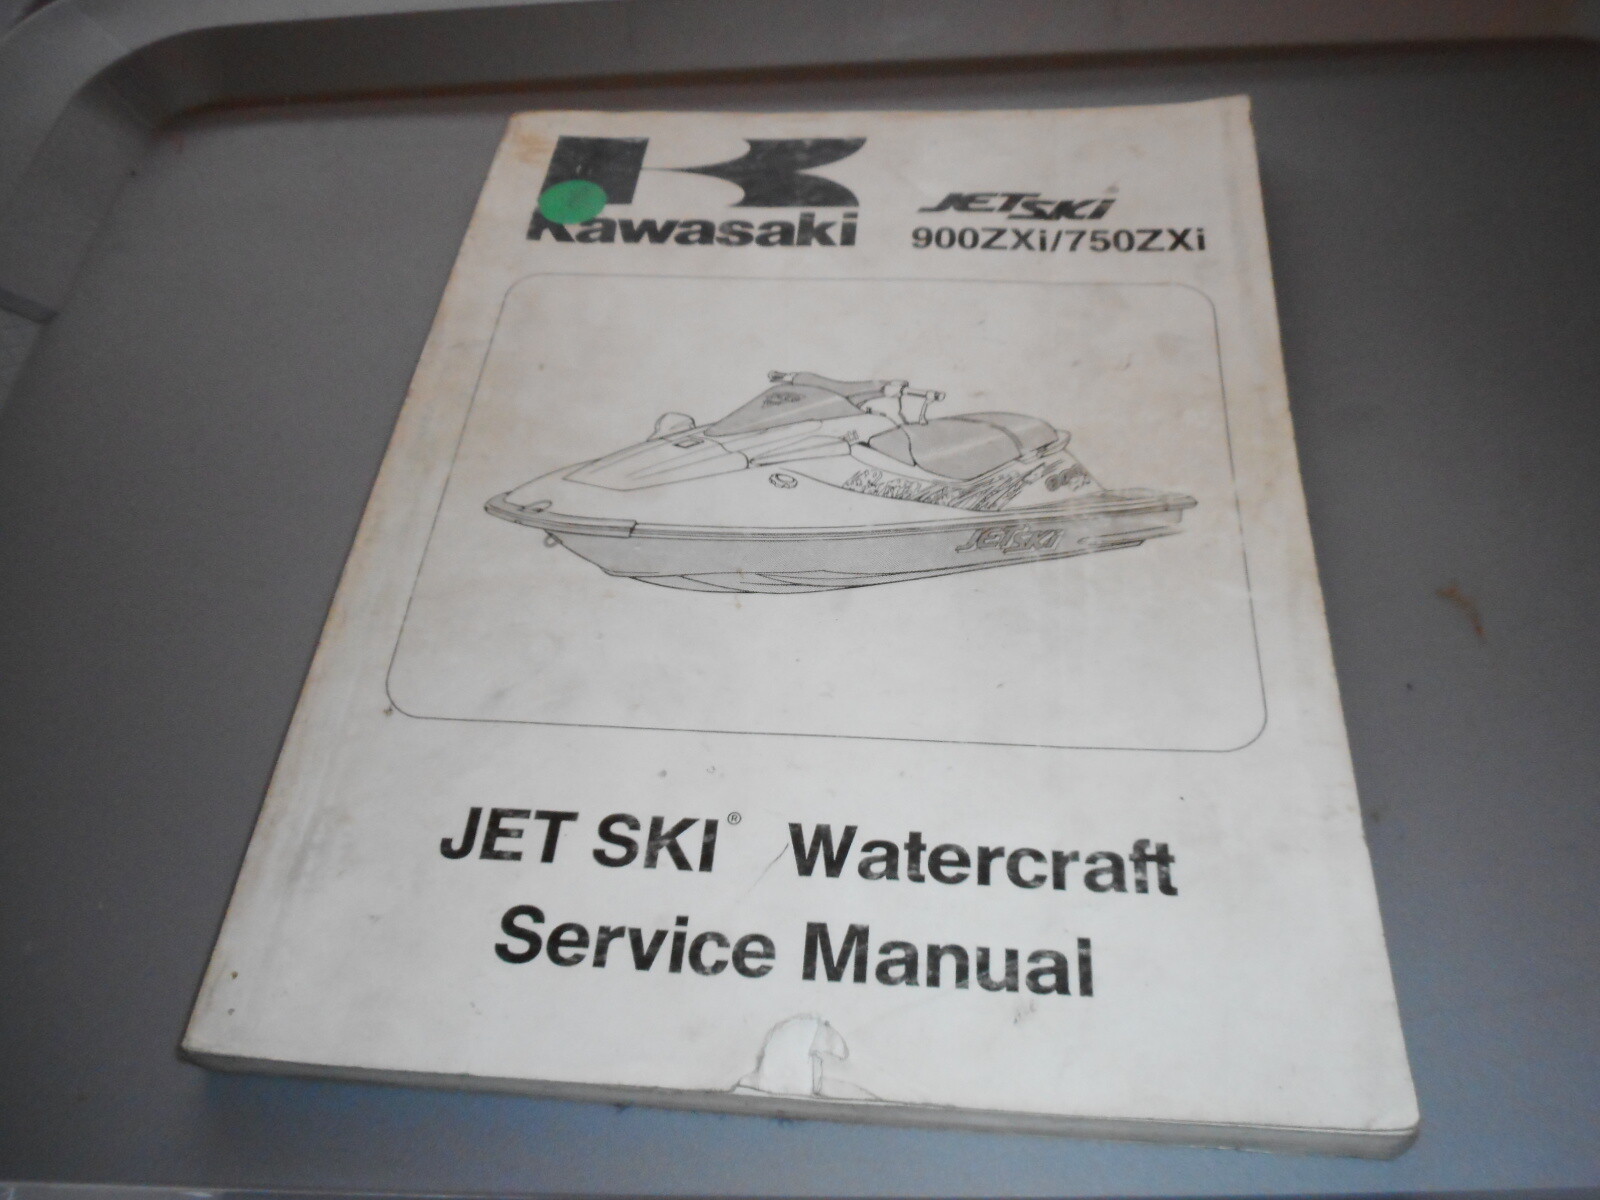 Kawasaki
JET SKI
900ZXi/750ZXi
JET SKI
JET SKI® Watercraft
Service Manual